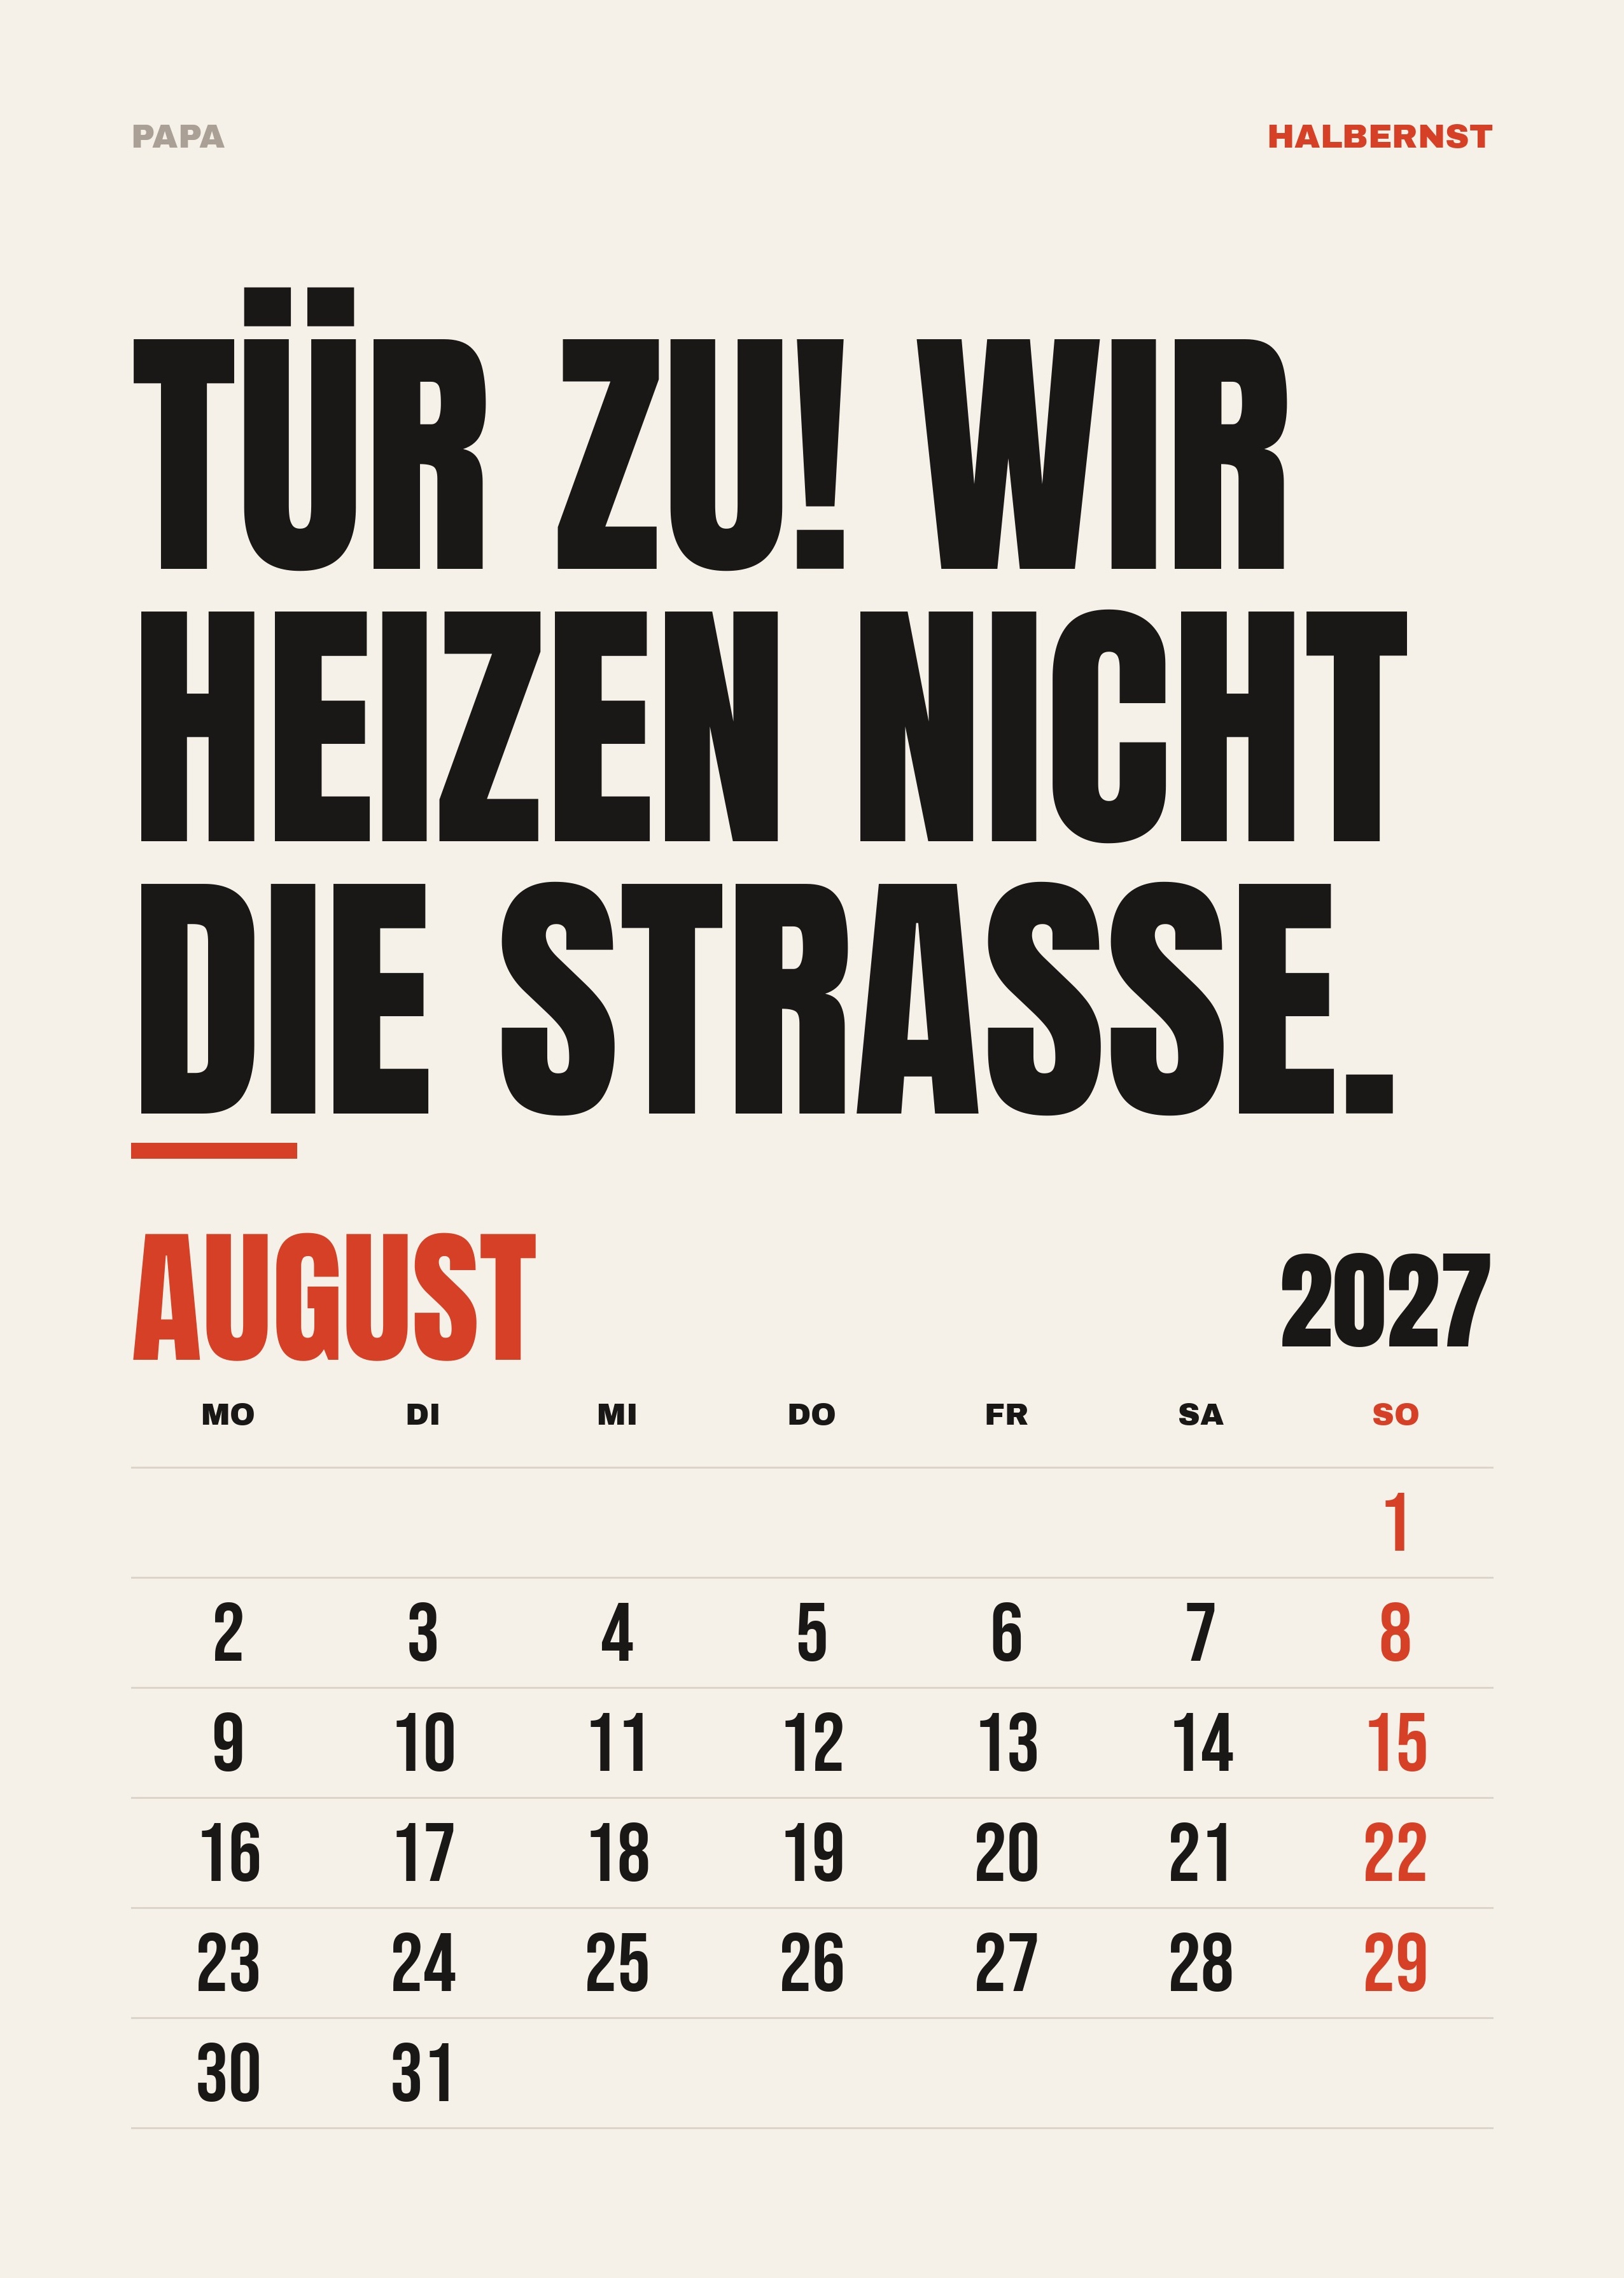 PAPA HALBERNST
TÜR ZU! WIR
HEIZEN NICHT
DIE STRASSE.
AUGUST 2027
MO DI MI DO FR SA SO
1
2 3 4 5 6 7 8
9 10 11 12 13 14 15
16 17 18 19 20 21 22
23 24 25 26 27 28 29
30 31